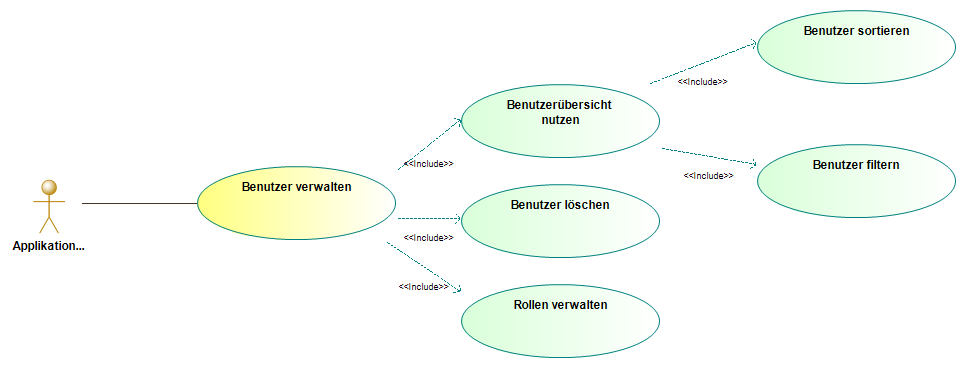 Benutzer sortieren
<<Include>>
Benutzerübersicht
nutzen
<<Include>>
Benutzer filtern
<<Include>>
Benutzer verwalten
Benutzer löschen
<<Include>>
Applikation...
<<Include>>
Rollen verwalten